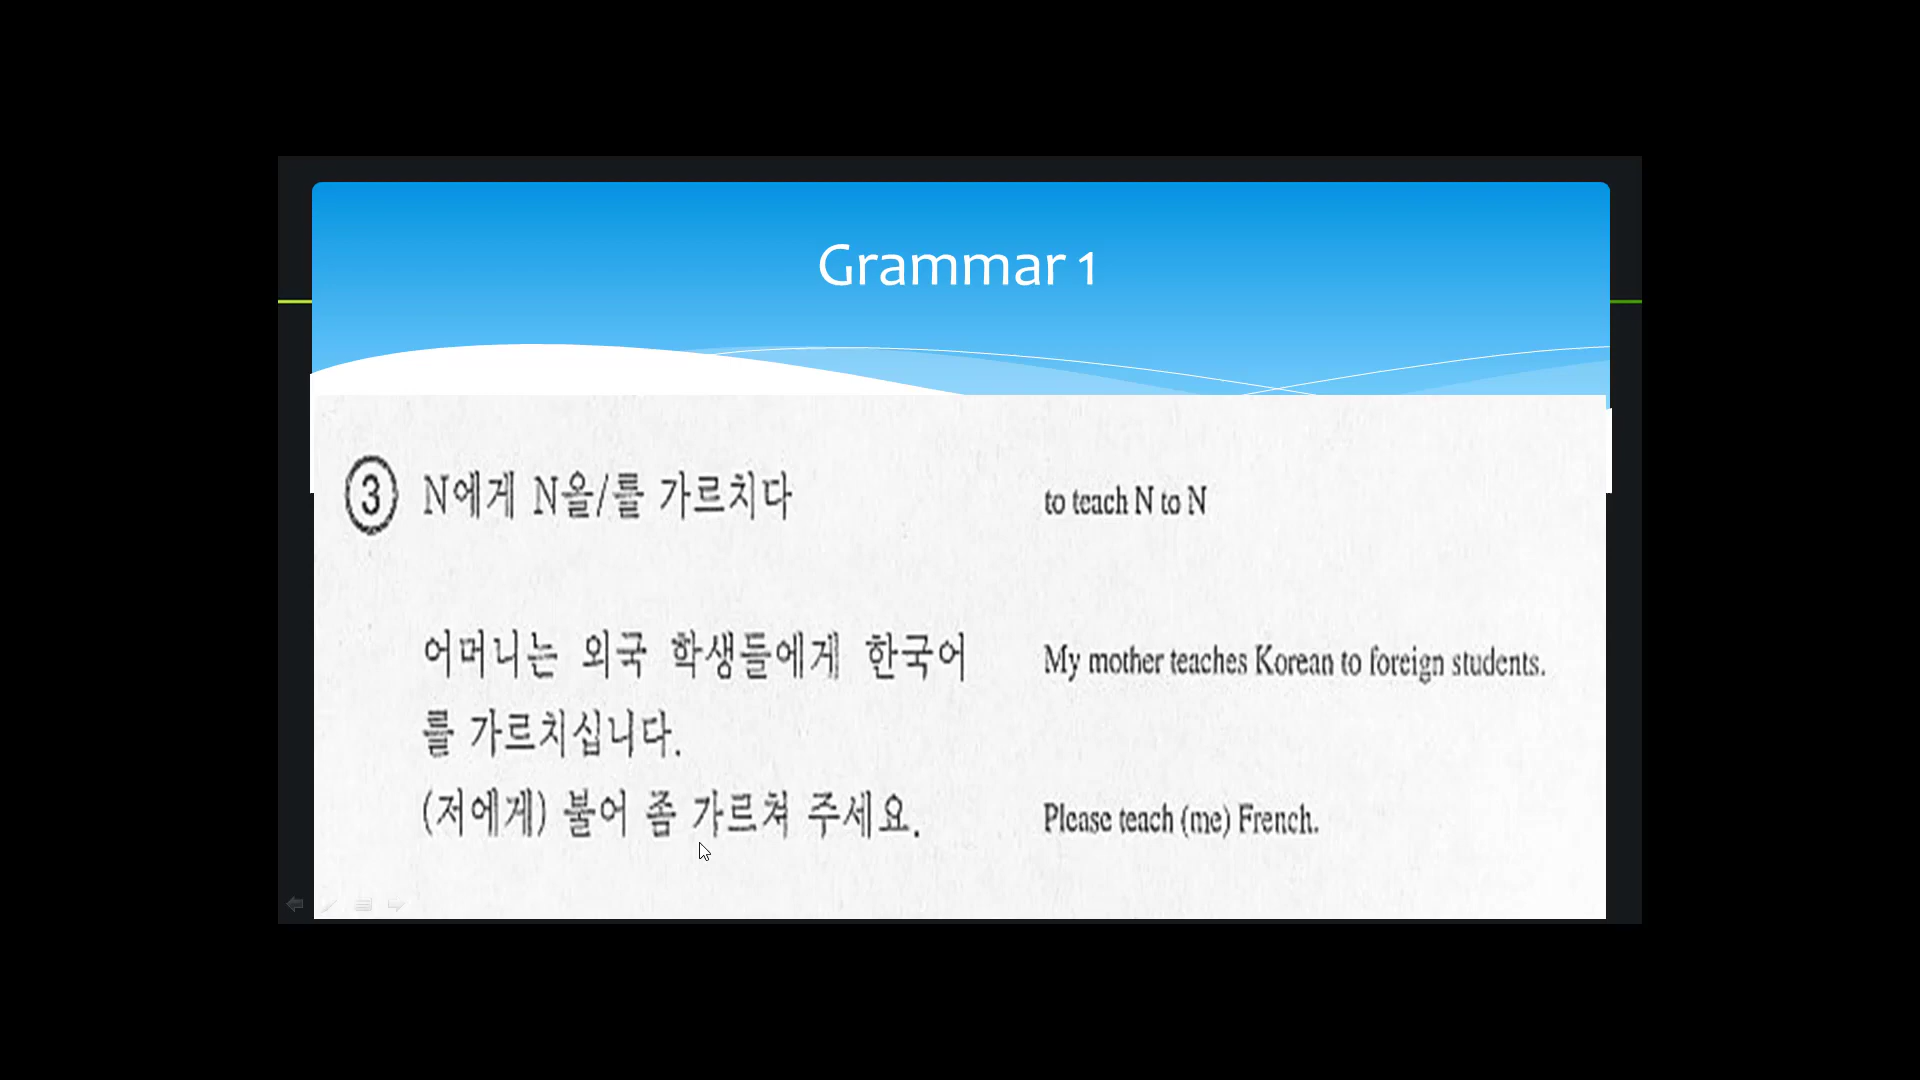 Grammar 1
③ N에게 N을/를 가르치다
to teach N to N
어머니는 외국 학생들에게 한국어
를 가르치십니다.
My mother teaches Korean to foreign students.
(저에게) 불어 좀 가르쳐 주세요.
Please teach (me) French.